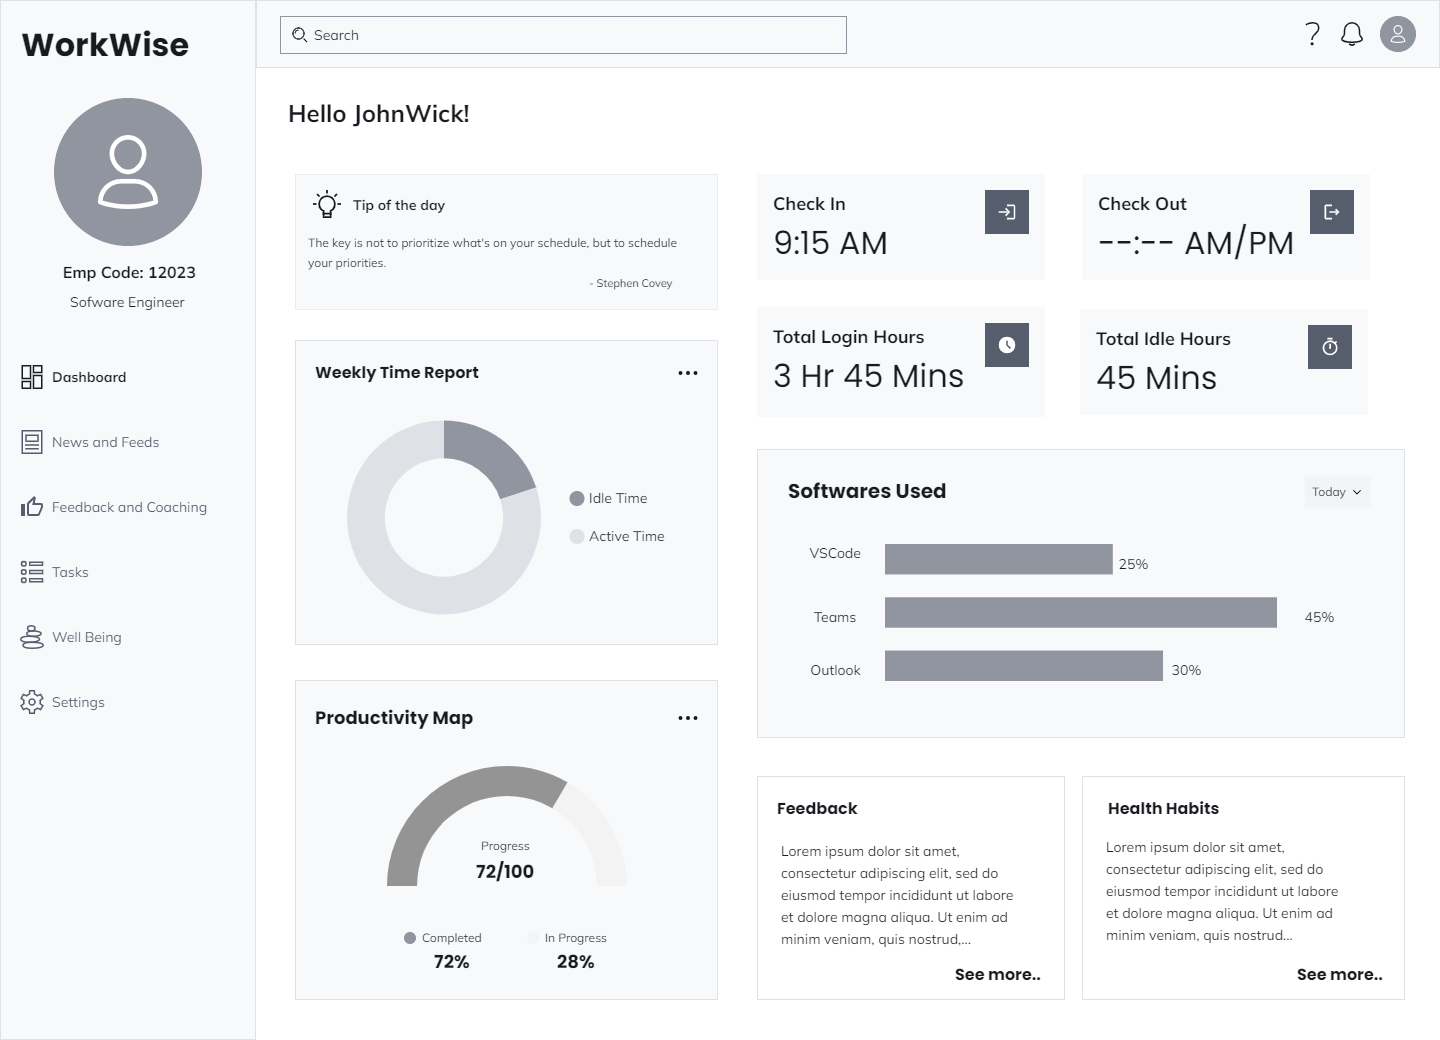 WorkWise
Search
Emp Code: 12023
Sofware Engineer
Dashboard
News and Feeds
Feedback and Coaching
Tasks
Well Being
Settings
Hello JohnWick!
Tip of the day
The key is not to prioritize what's on your schedule, but to schedule
your priorities.
- Stephen Covey
Weekly Time Report
Idle Time
Active Time
Productivity Map
Progress
72/100
Completed
72%
In Progress
28%
Check In
9:15 AM
Check Out
--:-- AM/PM
Total Login Hours
3 Hr 45 Mins
Total Idle Hours
45 Mins
Softwares Used
Today
VSCode
25%
Teams
45%
Outlook
30%
Feedback
Lorem ipsum dolor sit amet,
consectetur adipiscing elit, sed do
eiusmod tempor incididunt ut labore
et dolore magna aliqua. Ut enim ad
minim veniam, quis nostrud,...
See more..
Health Habits
Lorem ipsum dolor sit amet,
consectetur adipiscing elit, sed do
eiusmod tempor incididunt ut labore
et dolore magna aliqua. Ut enim ad
minim veniam, quis nostrud...
See more..